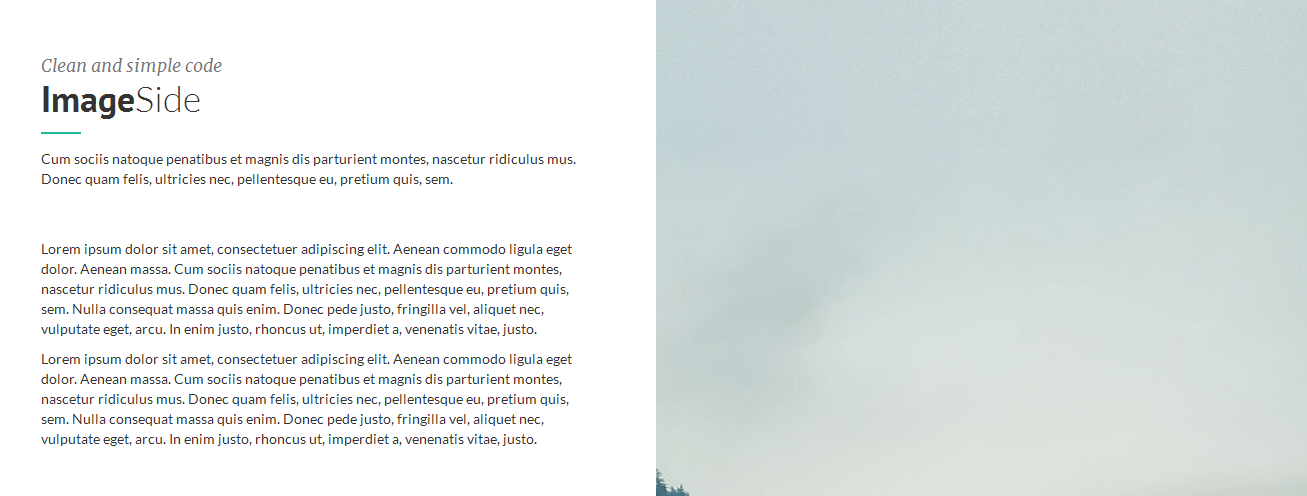 Clean and simple code
ImageSide
Cum sociis natoque penatibus et magnis dis parturient montes, nascetur ridiculus mus.
Donec quam felis, ultricies nec, pellentesque eu, pretium quis, sem.
Lorem ipsum dolor sit amet, consectetuer adipiscing elit. Aenean commodo ligula eget
dolor. Aenean massa. Cum sociis natoque penatibus et magnis dis parturient montes,
nascetur ridiculus mus. Donec quam felis, ultricies nec, pellentesque eu, pretium quis,
sem. Nulla consequat massa quis enim. Donec pede justo, fringilla vel, aliquet nec,
vulputate eget, arcu. In enim justo, rhoncus ut, imperdiet a, venenatis vitae, justo.
Lorem ipsum dolor sit amet, consectetuer adipiscing elit. Aenean commodo ligula eget
dolor. Aenean massa. Cum sociis natoque penatibus et magnis dis parturient montes,
nascetur ridiculus mus. Donec quam felis, ultricies nec, pellentesque eu, pretium quis,
sem. Nulla consequat massa quis enim. Donec pede justo, fringilla vel, aliquet nec,
vulputate eget, arcu. In enim justo, rhoncus ut, imperdiet a, venenatis vitae, justo.